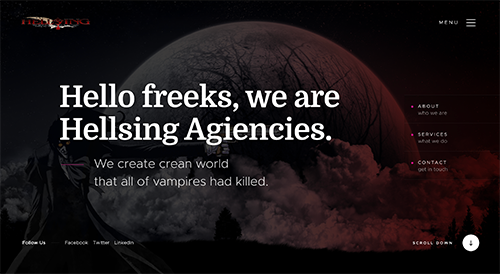 HELLSING
MENU
Hello freeks, we are
Hellsing Agiencies.
We create crean world
that all of vampires had killed.
ABOUT
who we are
SERVICES
what we do
CONTACT
get in touch
Follow Us Facebook Twitter LinkedIn
SCROLL DOWN